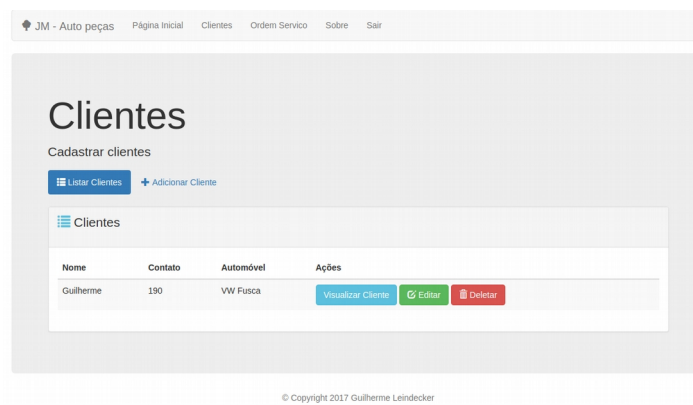 JM - Auto peças Página Inicial Clientes Ordem Servico Sobre Sair
Clientes
Cadastrar clientes
Listar Clientes Adicionar Cliente
Clientes
Nome Contato Automóvel Ações
Guilherme 190 VW Fusca Visualizar Cliente Editar Deletar
© Copyright 2017 Guilherme Leindecker